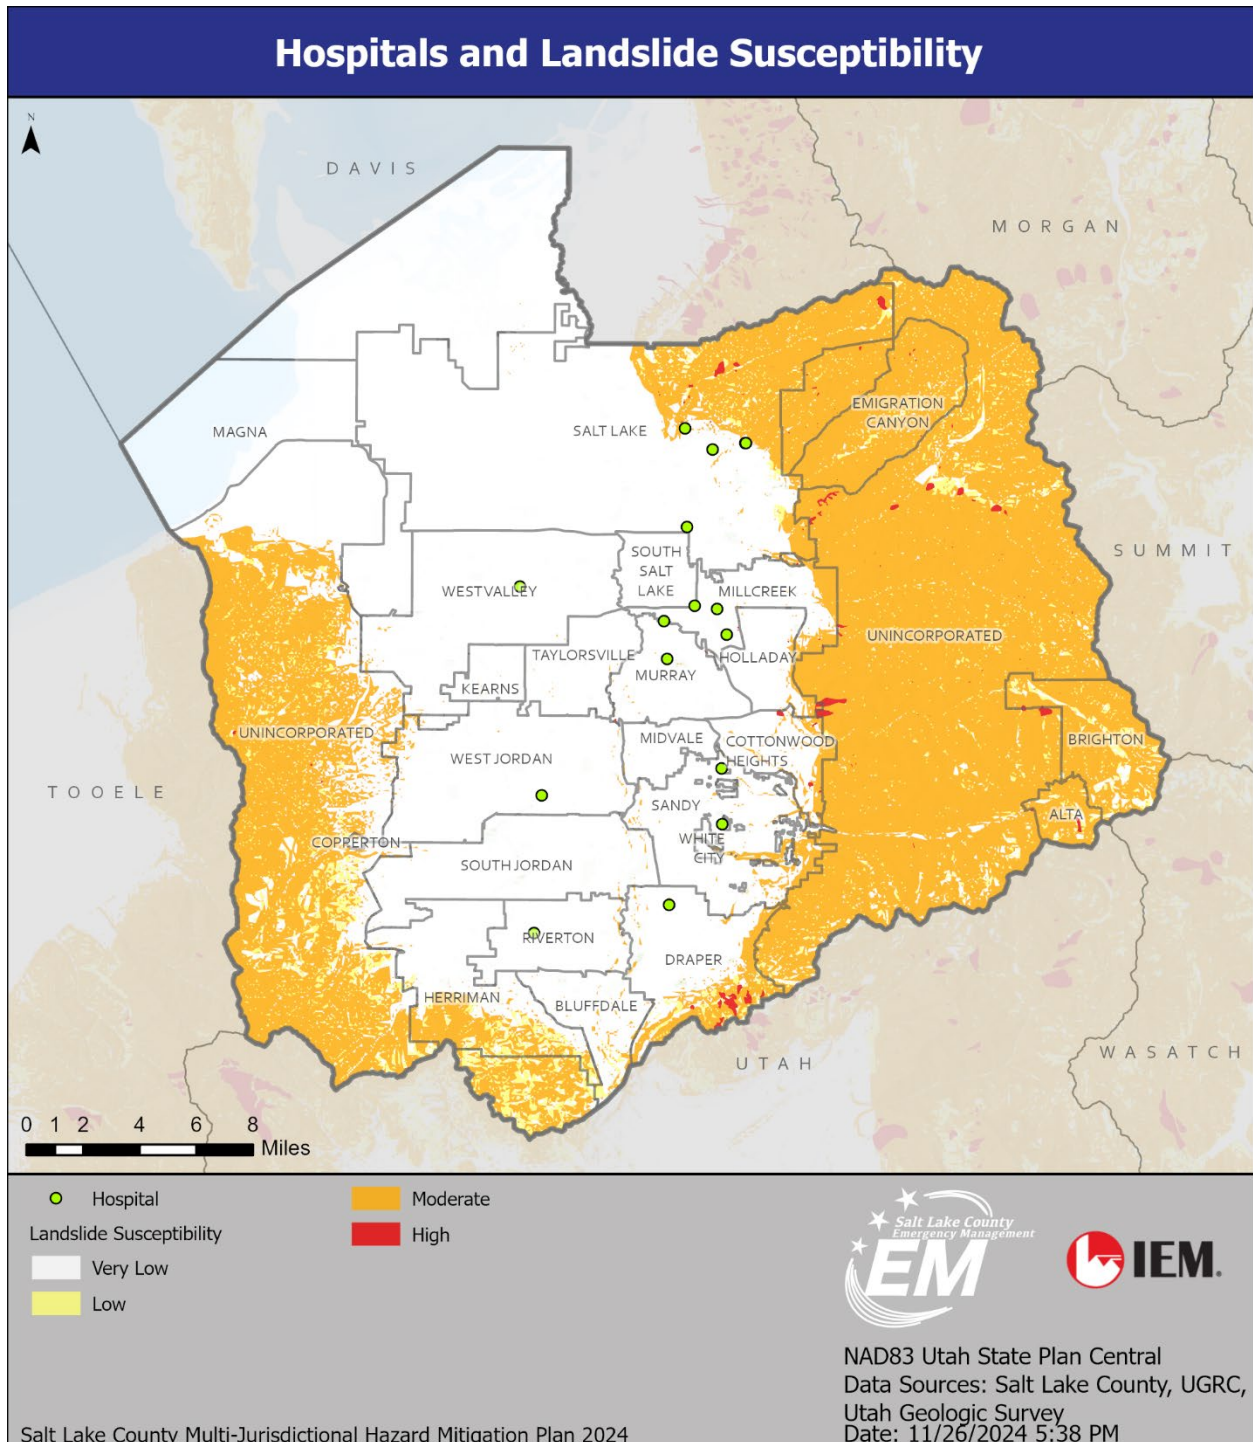 Hospitals and Landslide Susceptibility
N
DAVIS
MORGAN
MAGNA
SALT LAKE
EMIGRATION
CANYON
SUMMIT
SOUTH
SALT
LAKE
WEST VALLEY
MILLCREEK
UNINCORPORATED
TAYLORSVILLE
HOLLADAY
MURRAY
KEARNS
UNINCORPORATED
MIDVALE
COTTONWOOD
HEIGHTS
BRIGHTON
WEST JORDAN
TOOELE
SANDY
ALTA
COPPERTON
WHITE
CITY
SOUTH JORDAN
RIVERTON
DRAPER
HERRIMAN
BLUFFDALE
UTAH
WASATCH
0 1 2 4 6 8
Miles
Hospital
Landslide Susceptibility
Very Low
Low
Moderate
High
Salt Lake County
Emergency Management
EM
IEM.
NAD83 Utah State Plan Central
Data Sources: Salt Lake County, UGRC,
Utah Geologic Survey
Date: 11/26/2024 5:38 PM
Salt Lake County Multi-Jurisdictional Hazard Mitigation Plan 2024